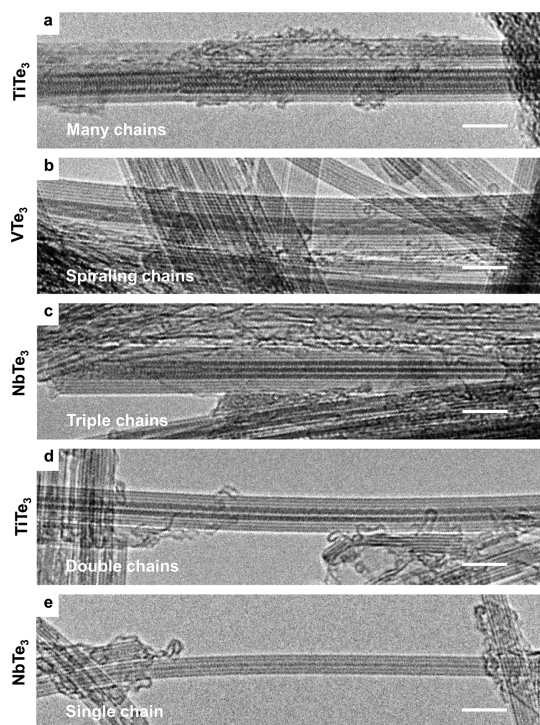 a
TiTe₃
Many chains
b
VTe₃
Spiraling chains
c
NbTe₃
Triple chains
d
TiTe₃
Double chains
e
NbTe₃
Single chain